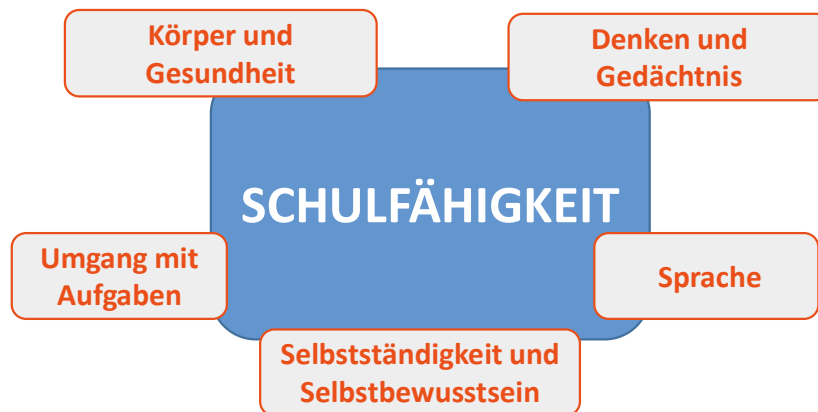 Körper und
Gesundheit
Denken und
Gedächtnis
SCHULFÄHIGKEIT
Umgang mit
Aufgaben
Sprache
Selbstständigkeit und
Selbstbewusstsein